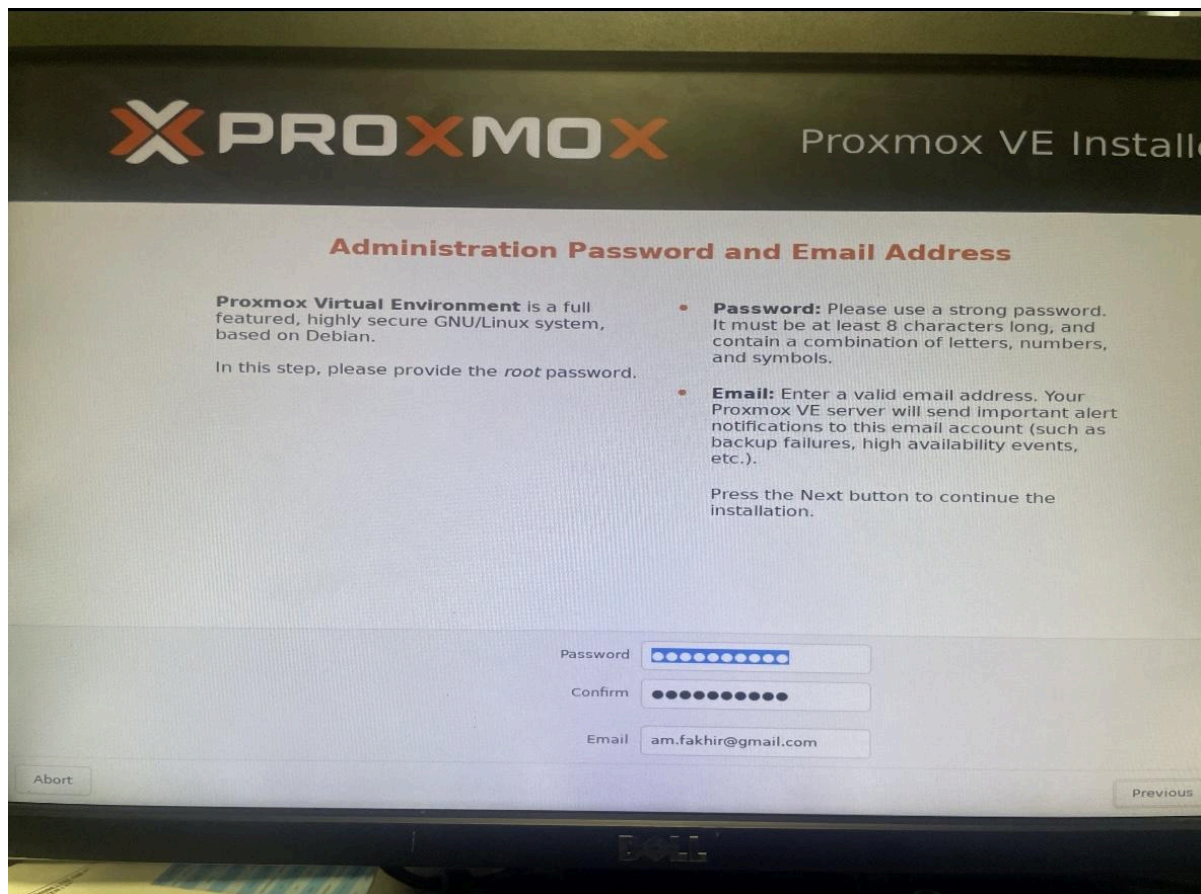 PROXMOX
Proxmox VE Installe
Administration Password and Email Address
Proxmox Virtual Environment is a full
featured, highly secure GNU/Linux system,
based on Debian.
In this step, please provide the root password.
• Password: Please use a strong password.
It must be at least 8 characters long, and
contain a combination of letters, numbers,
and symbols.
• Email: Enter a valid email address. Your
Proxmox VE server will send important alert
notifications to this email account (such as
backup failures, high availability events,
etc.).
Press the Next button to continue the
installation.
Password ●●●●●●●●●●
Confirm ●●●●●●●●●●
Email am.fakhir@gmail.com
Abort
Previous
DELL